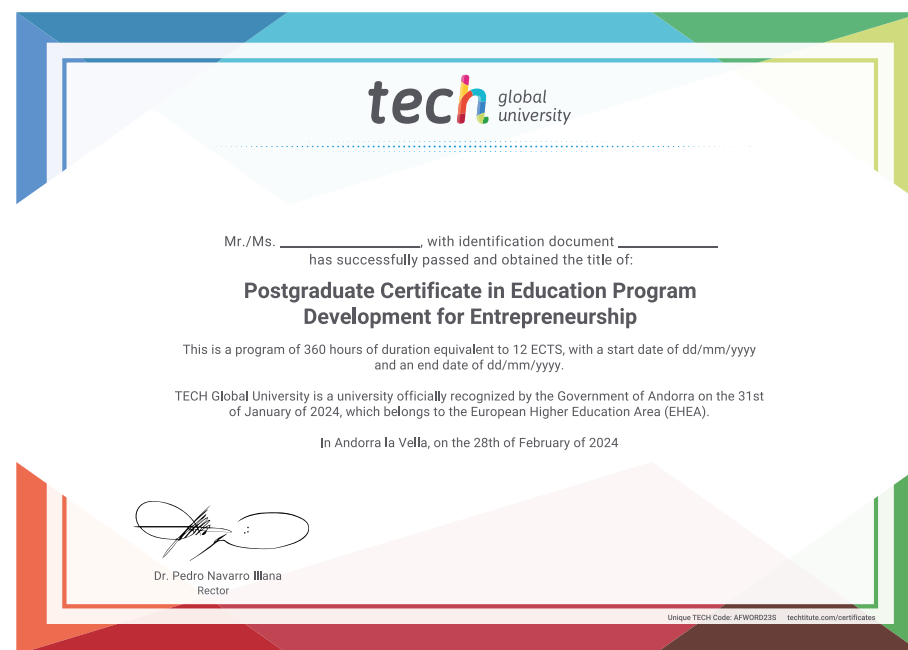 tech global
university
Mr./Ms. ____________, with identification document ____________
has successfully passed and obtained the title of:
Postgraduate Certificate in Education Program
Development for Entrepreneurship
This is a program of 360 hours of duration equivalent to 12 ECTS, with a start date of dd/mm/yyyy
and an end date of dd/mm/yyyy.
TECH Global University is a university officially recognized by the Government of Andorra on the 31st
of January of 2024, which belongs to the European Higher Education Area (EHEA).
In Andorra la Vella, on the 28th of February of 2024
Dr. Pedro Navarro Illana
Rector
Unique TECH Code: AFWORD23S techtitute.com/certificates